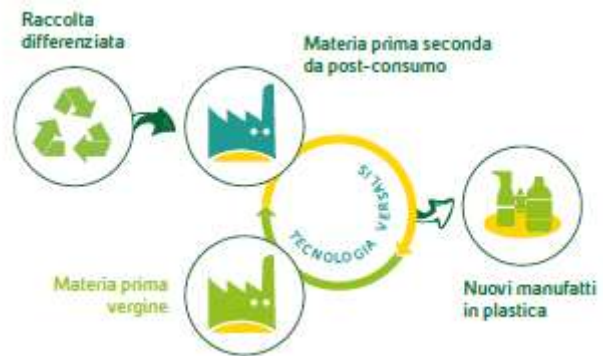 Raccolta
differenziata
Materia prima seconda
da post-consumo
TECNOLOGIA VERSALIS
Materia prima
vergine
Nuovi manufatti
in plastica